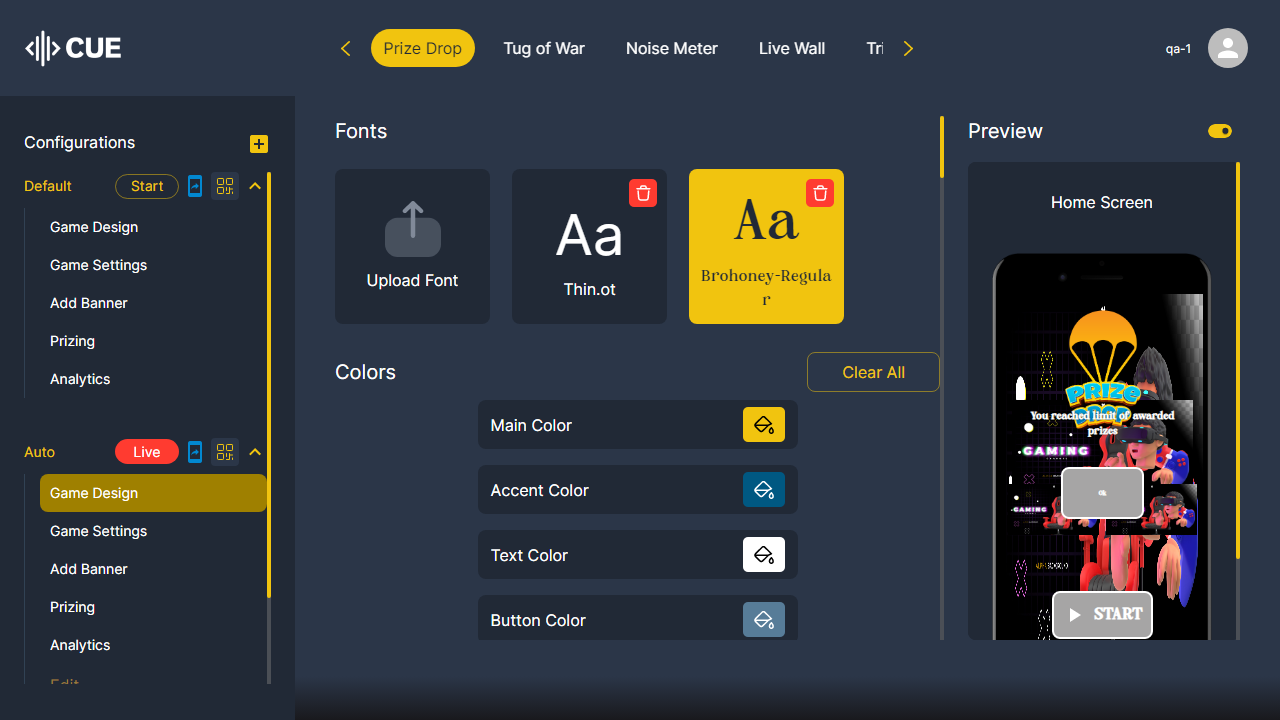 CUE
Prize Drop
Tug of War
Noise Meter
Live Wall
Tri
qa-1
Configurations
Default
Start
Game Design
Game Settings
Add Banner
Prizing
Analytics
Auto
Live
Game Design
Game Settings
Add Banner
Prizing
Analytics
Edit
Fonts
Upload Font
Aa
Thin.ot
Aa
Brohoney-Regula
r
Colors
Clear All
Main Color
Accent Color
Text Color
Button Color
Preview
Home Screen
PRIZE
DROP
You reached limit of awarded
prizes
GAMING
GAMING
START